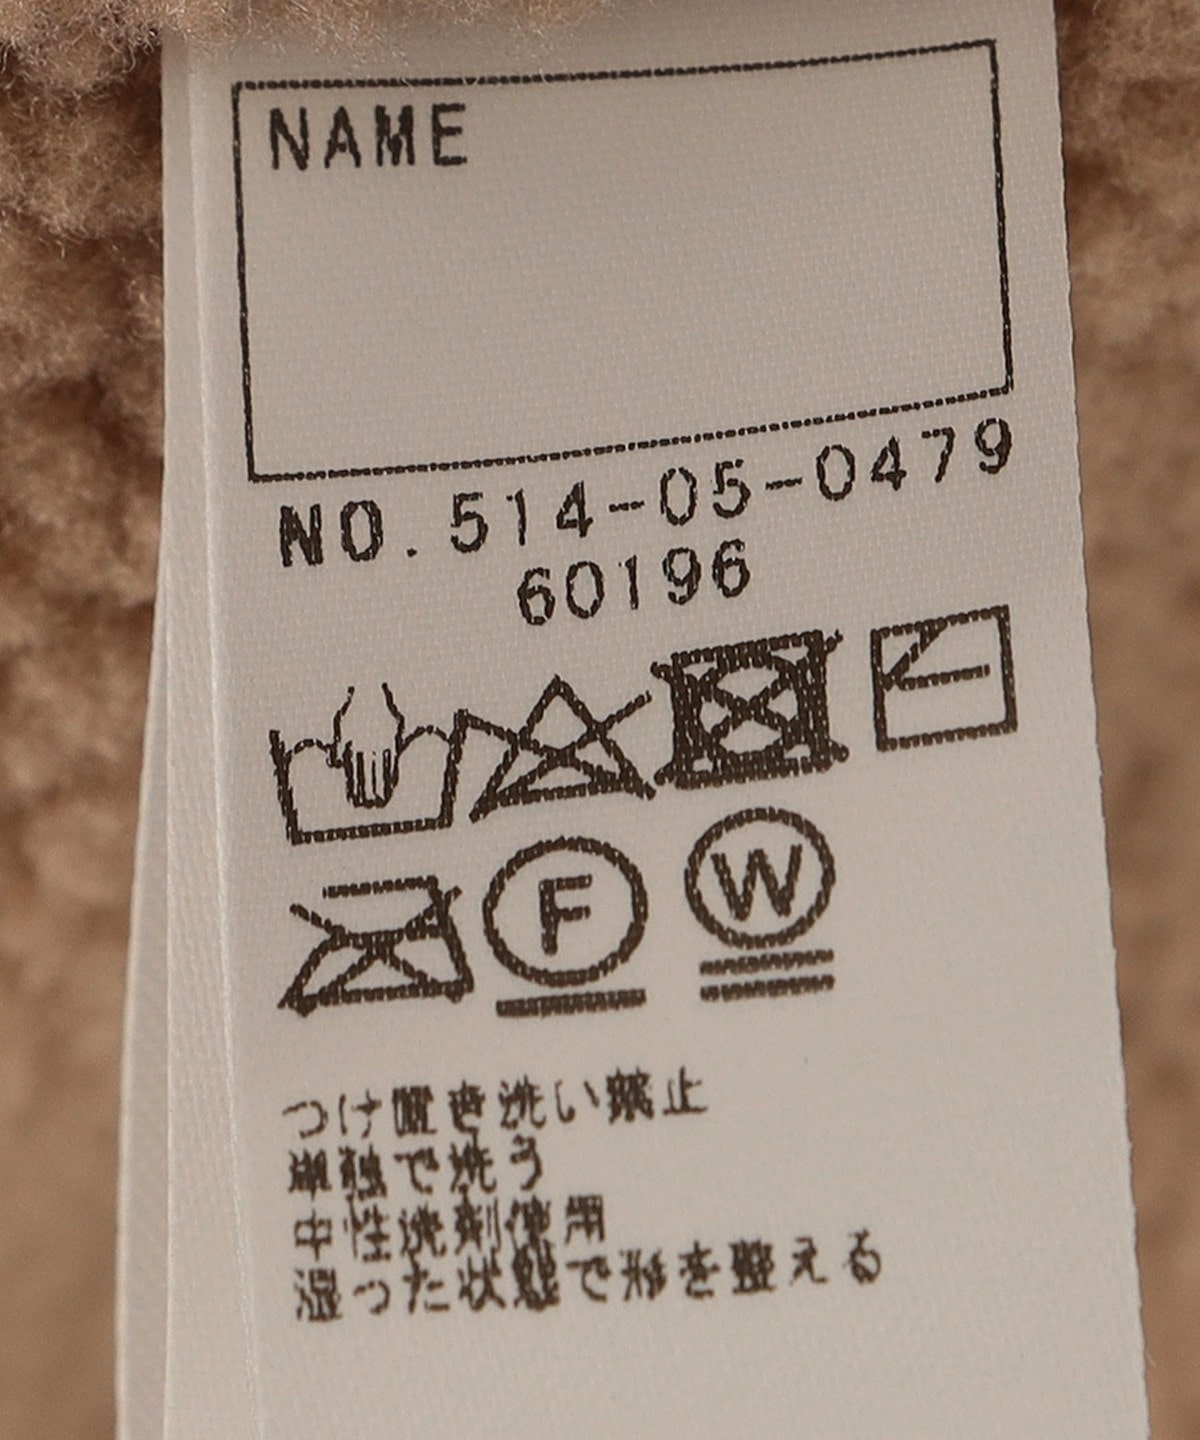 NAME
NO.514-05-0479
60196
F W
つけ置き洗い禁止
単独で洗う
中性洗剤使用
湿った状態で形を整える